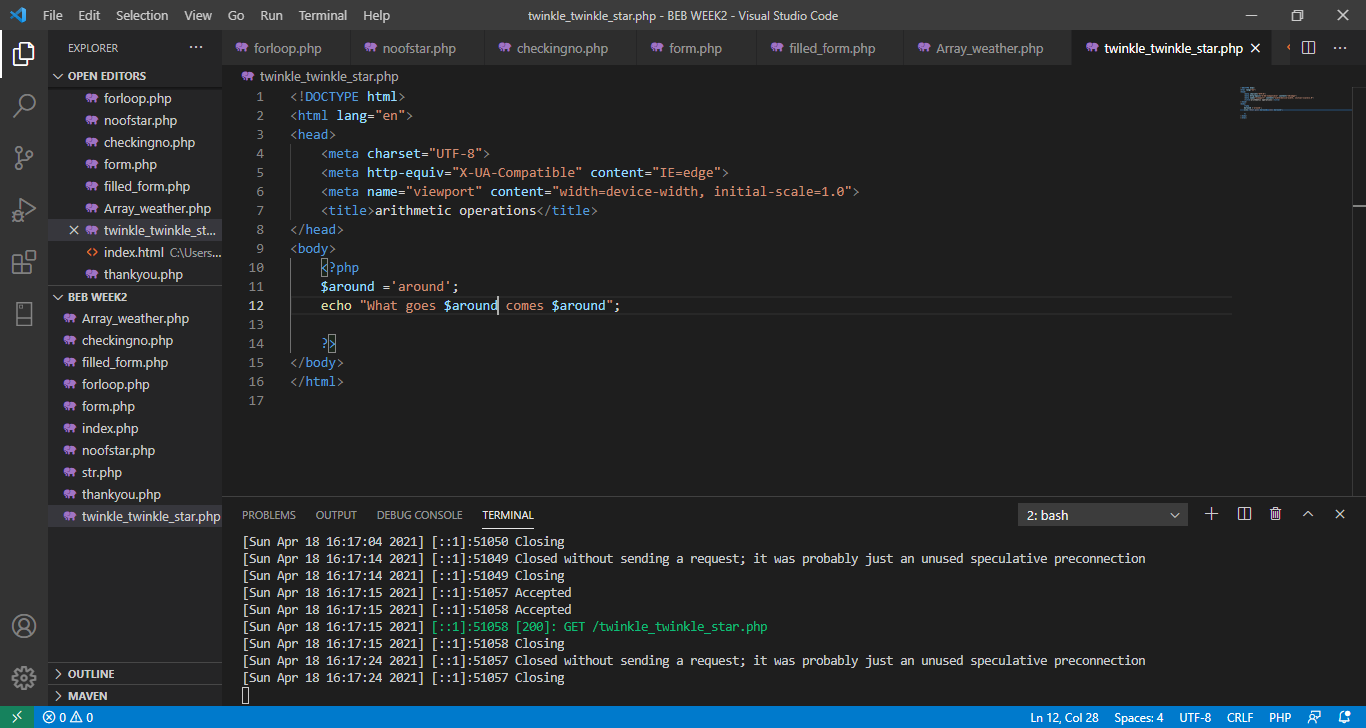 File Edit Selection View Go Run Terminal Help
twinkle_twinkle_star.php - BEB WEEK2 - Visual Studio Code
EXPLORER
OPEN EDITORS
forloop.php
noofstar.php
checkingno.php
form.php
filled_form.php
Array_weather.php
twinkle_twinkle_st...
index.html C:\Users...
thankyou.php
BEB WEEK2
Array_weather.php
checkingno.php
filled_form.php
forloop.php
form.php
index.php
noofstar.php
str.php
thankyou.php
twinkle_twinkle_star.php
OUTLINE
MAVEN
forloop.php noofstar.php checkingno.php form.php filled_form.php Array_weather.php twinkle_twinkle_star.php
twinkle_twinkle_star.php
1 <!DOCTYPE html>
2 <html lang="en">
3 <head>
4 <meta charset="UTF-8">
5 <meta http-equiv="X-UA-Compatible" content="IE=edge">
6 <meta name="viewport" content="width=device-width, initial-scale=1.0">
7 <title>arithmetic operations</title>
8 </head>
9 <body>
10 <?php
11 $around ='around';
12 echo "What goes $around comes $around";
13
14 ?>
15 </body>
16 </html>
17
PROBLEMS OUTPUT DEBUG CONSOLE TERMINAL
2: bash
[Sun Apr 18 16:17:04 2021] [::1]:51050 Closing
[Sun Apr 18 16:17:14 2021] [::1]:51049 Closed without sending a request; it was probably just an unused speculative preconnection
[Sun Apr 18 16:17:14 2021] [::1]:51049 Closing
[Sun Apr 18 16:17:15 2021] [::1]:51057 Accepted
[Sun Apr 18 16:17:15 2021] [::1]:51058 Accepted
[Sun Apr 18 16:17:15 2021] [::1]:51058 [200]: GET /twinkle_twinkle_star.php
[Sun Apr 18 16:17:15 2021] [::1]:51058 Closing
[Sun Apr 18 16:17:24 2021] [::1]:51057 Closed without sending a request; it was probably just an unused speculative preconnection
[Sun Apr 18 16:17:24 2021] [::1]:51057 Closing
0 0
Ln 12, Col 28 Spaces: 4 UTF-8 CRLF PHP